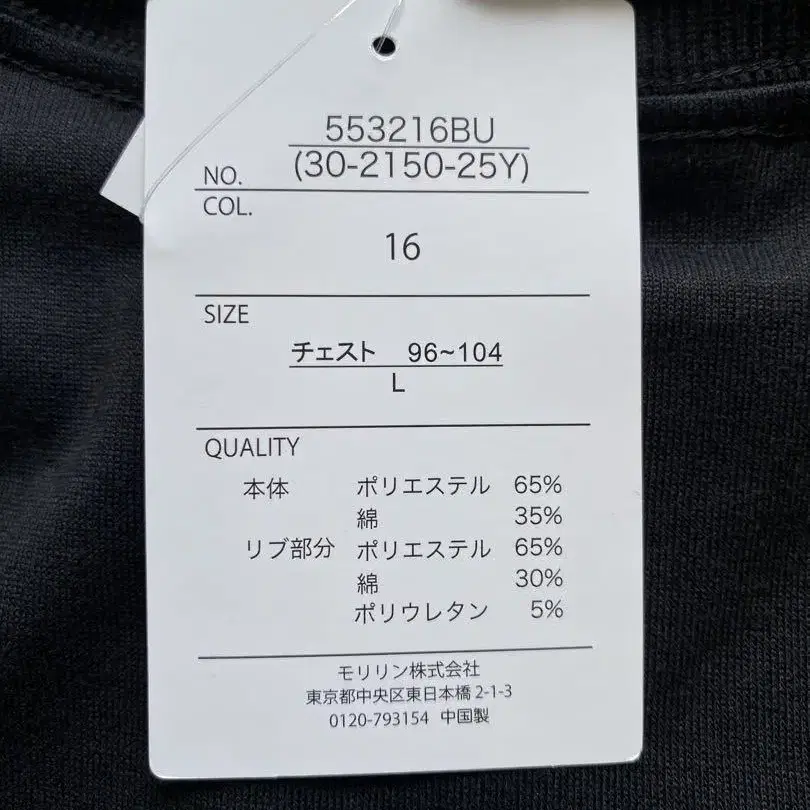 553216BU
NO. (30-2150-25Y)
COL.
16
SIZE
チェスト 96~104
L
QUALITY
本体 ポリエステル 65%
綿 35%
リブ部分 ポリエステル 65%
綿 30%
ポリウレタン 5%
モリリン株式会社
東京都中央区東日本橋 2-1-3
0120-793154 中国製